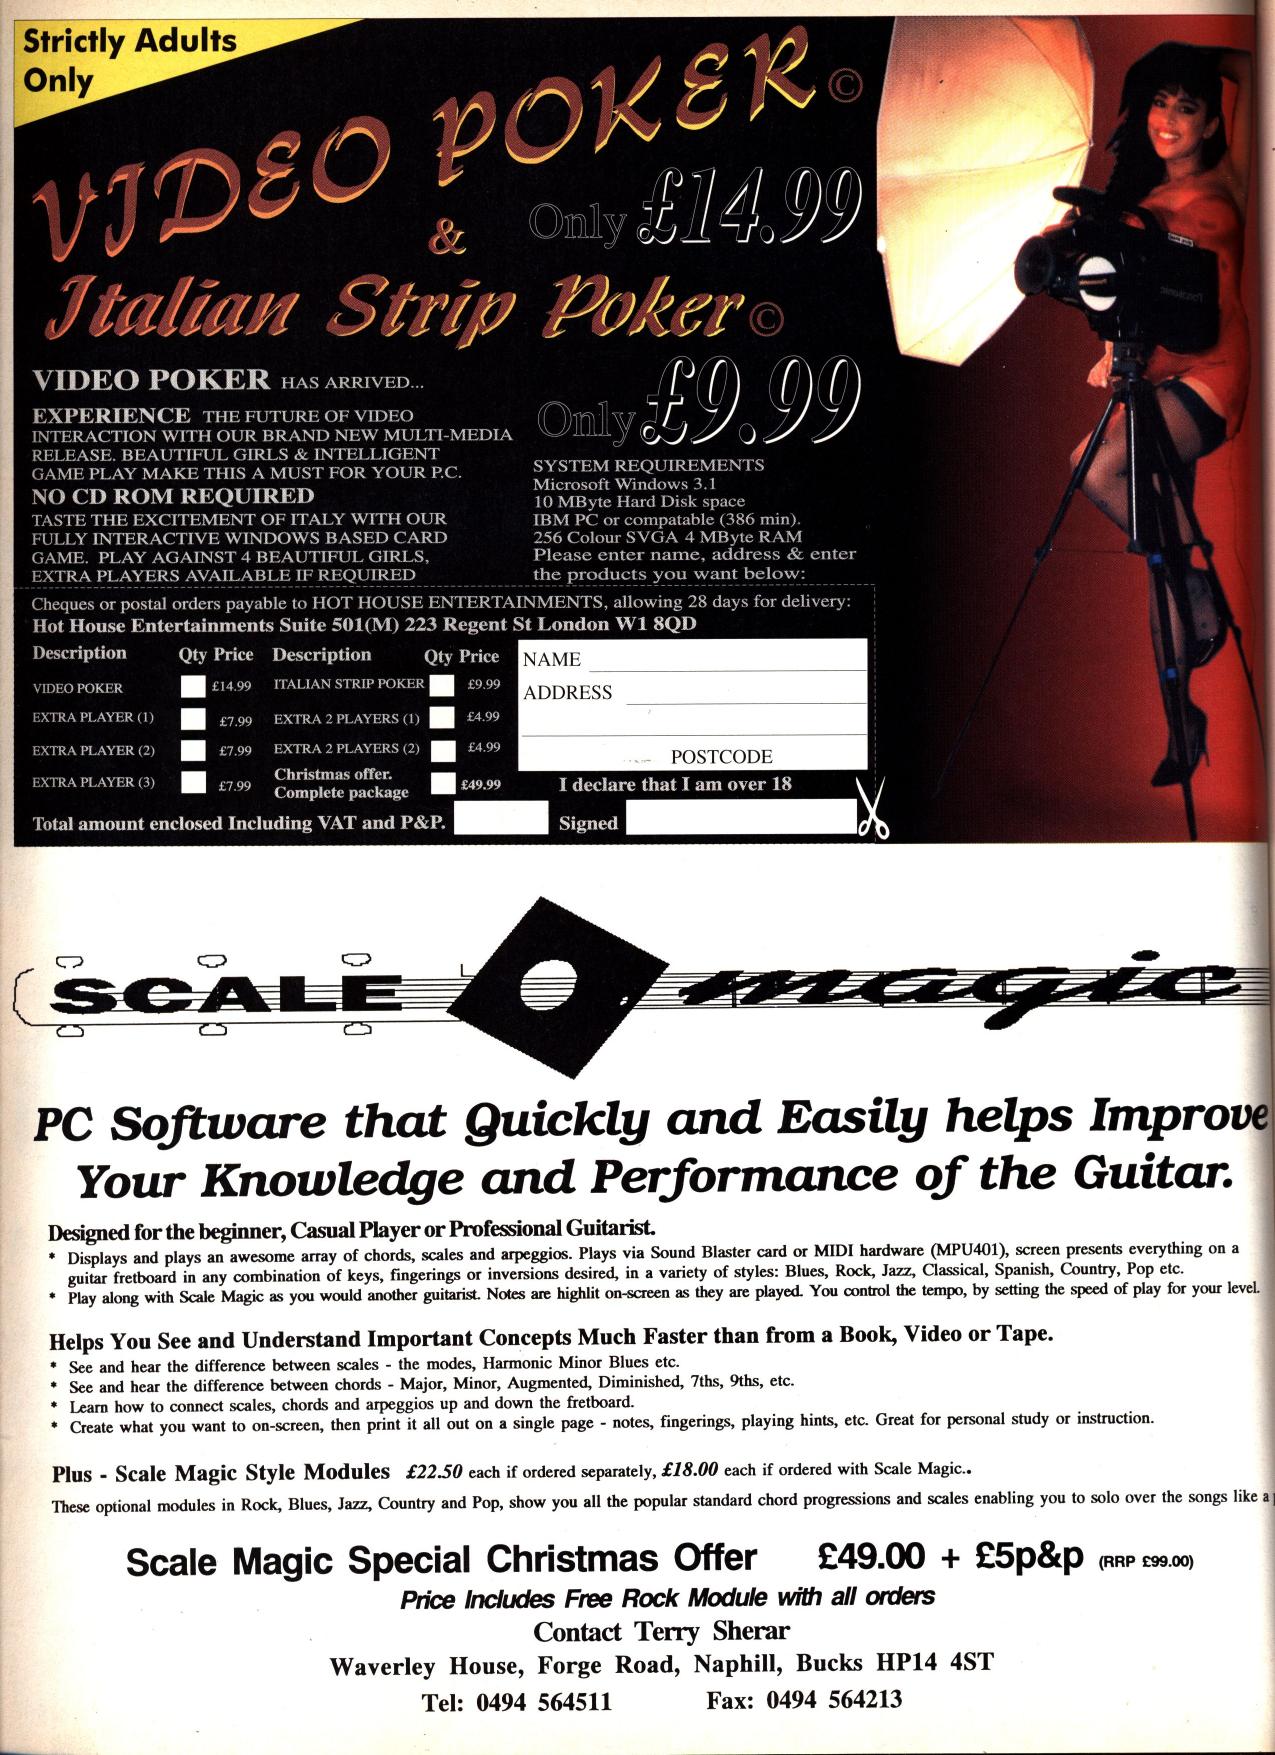 Strictly Adults
Only
VIDEO POKER ©
Only £14.99
&
Italian Strip Poker ©
Only £9.99
VIDEO POKER HAS ARRIVED...
EXPERIENCE THE FUTURE OF VIDEO
INTERACTION WITH OUR BRAND NEW MULTI-MEDIA
RELEASE. BEAUTIFUL GIRLS & INTELLIGENT
GAME PLAY MAKE THIS A MUST FOR YOUR P.C.
NO CD ROM REQUIRED
TASTE THE EXCITEMENT OF ITALY WITH OUR
FULLY INTERACTIVE WINDOWS BASED CARD
GAME. PLAY AGAINST 4 BEAUTIFUL GIRLS,
EXTRA PLAYERS AVAILABLE IF REQUIRED
SYSTEM REQUIREMENTS
Microsoft Windows 3.1
10 MByte Hard Disk space
IBM PC or compatable (386 min).
256 Colour SVGA 4 MByte RAM
Please enter name, address & enter
the products you want below:
Cheques or postal orders payable to HOT HOUSE ENTERTAINMENTS, allowing 28 days for delivery:
Hot House Entertainments Suite 501(M) 223 Regent St London W1 8QD
Description Qty Price Description Qty Price
VIDEO POKER £14.99 ITALIAN STRIP POKER £9.99
EXTRA PLAYER (1) £7.99 EXTRA 2 PLAYERS (1) £4.99
EXTRA PLAYER (2) £7.99 EXTRA 2 PLAYERS (2) £4.99
EXTRA PLAYER (3) £7.99 Christmas offer.
Complete package £49.99
NAME
ADDRESS
POSTCODE
I declare that I am over 18
Total amount enclosed Including VAT and P&P. Signed
SCALE magic
PC Software that Quickly and Easily helps Improve
Your Knowledge and Performance of the Guitar.
Designed for the beginner, Casual Player or Professional Guitarist.
* Displays and plays an awesome array of chords, scales and arpeggios. Plays via Sound Blaster card or MIDI hardware (MPU401), screen presents everything on a
guitar fretboard in any combination of keys, fingerings or inversions desired, in a variety of styles: Blues, Rock, Jazz, Classical, Spanish, Country, Pop etc.
* Play along with Scale Magic as you would another guitarist. Notes are highlit on-screen as they are played. You control the tempo, by setting the speed of play for your level.
Helps You See and Understand Important Concepts Much Faster than from a Book, Video or Tape.
* See and hear the difference between scales - the modes, Harmonic Minor Blues etc.
* See and hear the difference between chords - Major, Minor, Augmented, Diminished, 7ths, 9ths, etc.
* Learn how to connect scales, chords and arpeggios up and down the fretboard.
* Create what you want to on-screen, then print it all out on a single page - notes, fingerings, playing hints, etc. Great for personal study or instruction.
Plus - Scale Magic Style Modules £22.50 each if ordered separately, £18.00 each if ordered with Scale Magic..
These optional modules in Rock, Blues, Jazz, Country and Pop, show you all the popular standard chord progressions and scales enabling you to solo over the songs like a
Scale Magic Special Christmas Offer £49.00 + £5p&p (RRP £99.00)
Price Includes Free Rock Module with all orders
Contact Terry Sherar
Waverley House, Forge Road, Naphill, Bucks HP14 4ST
Tel: 0494 564511 Fax: 0494 564213